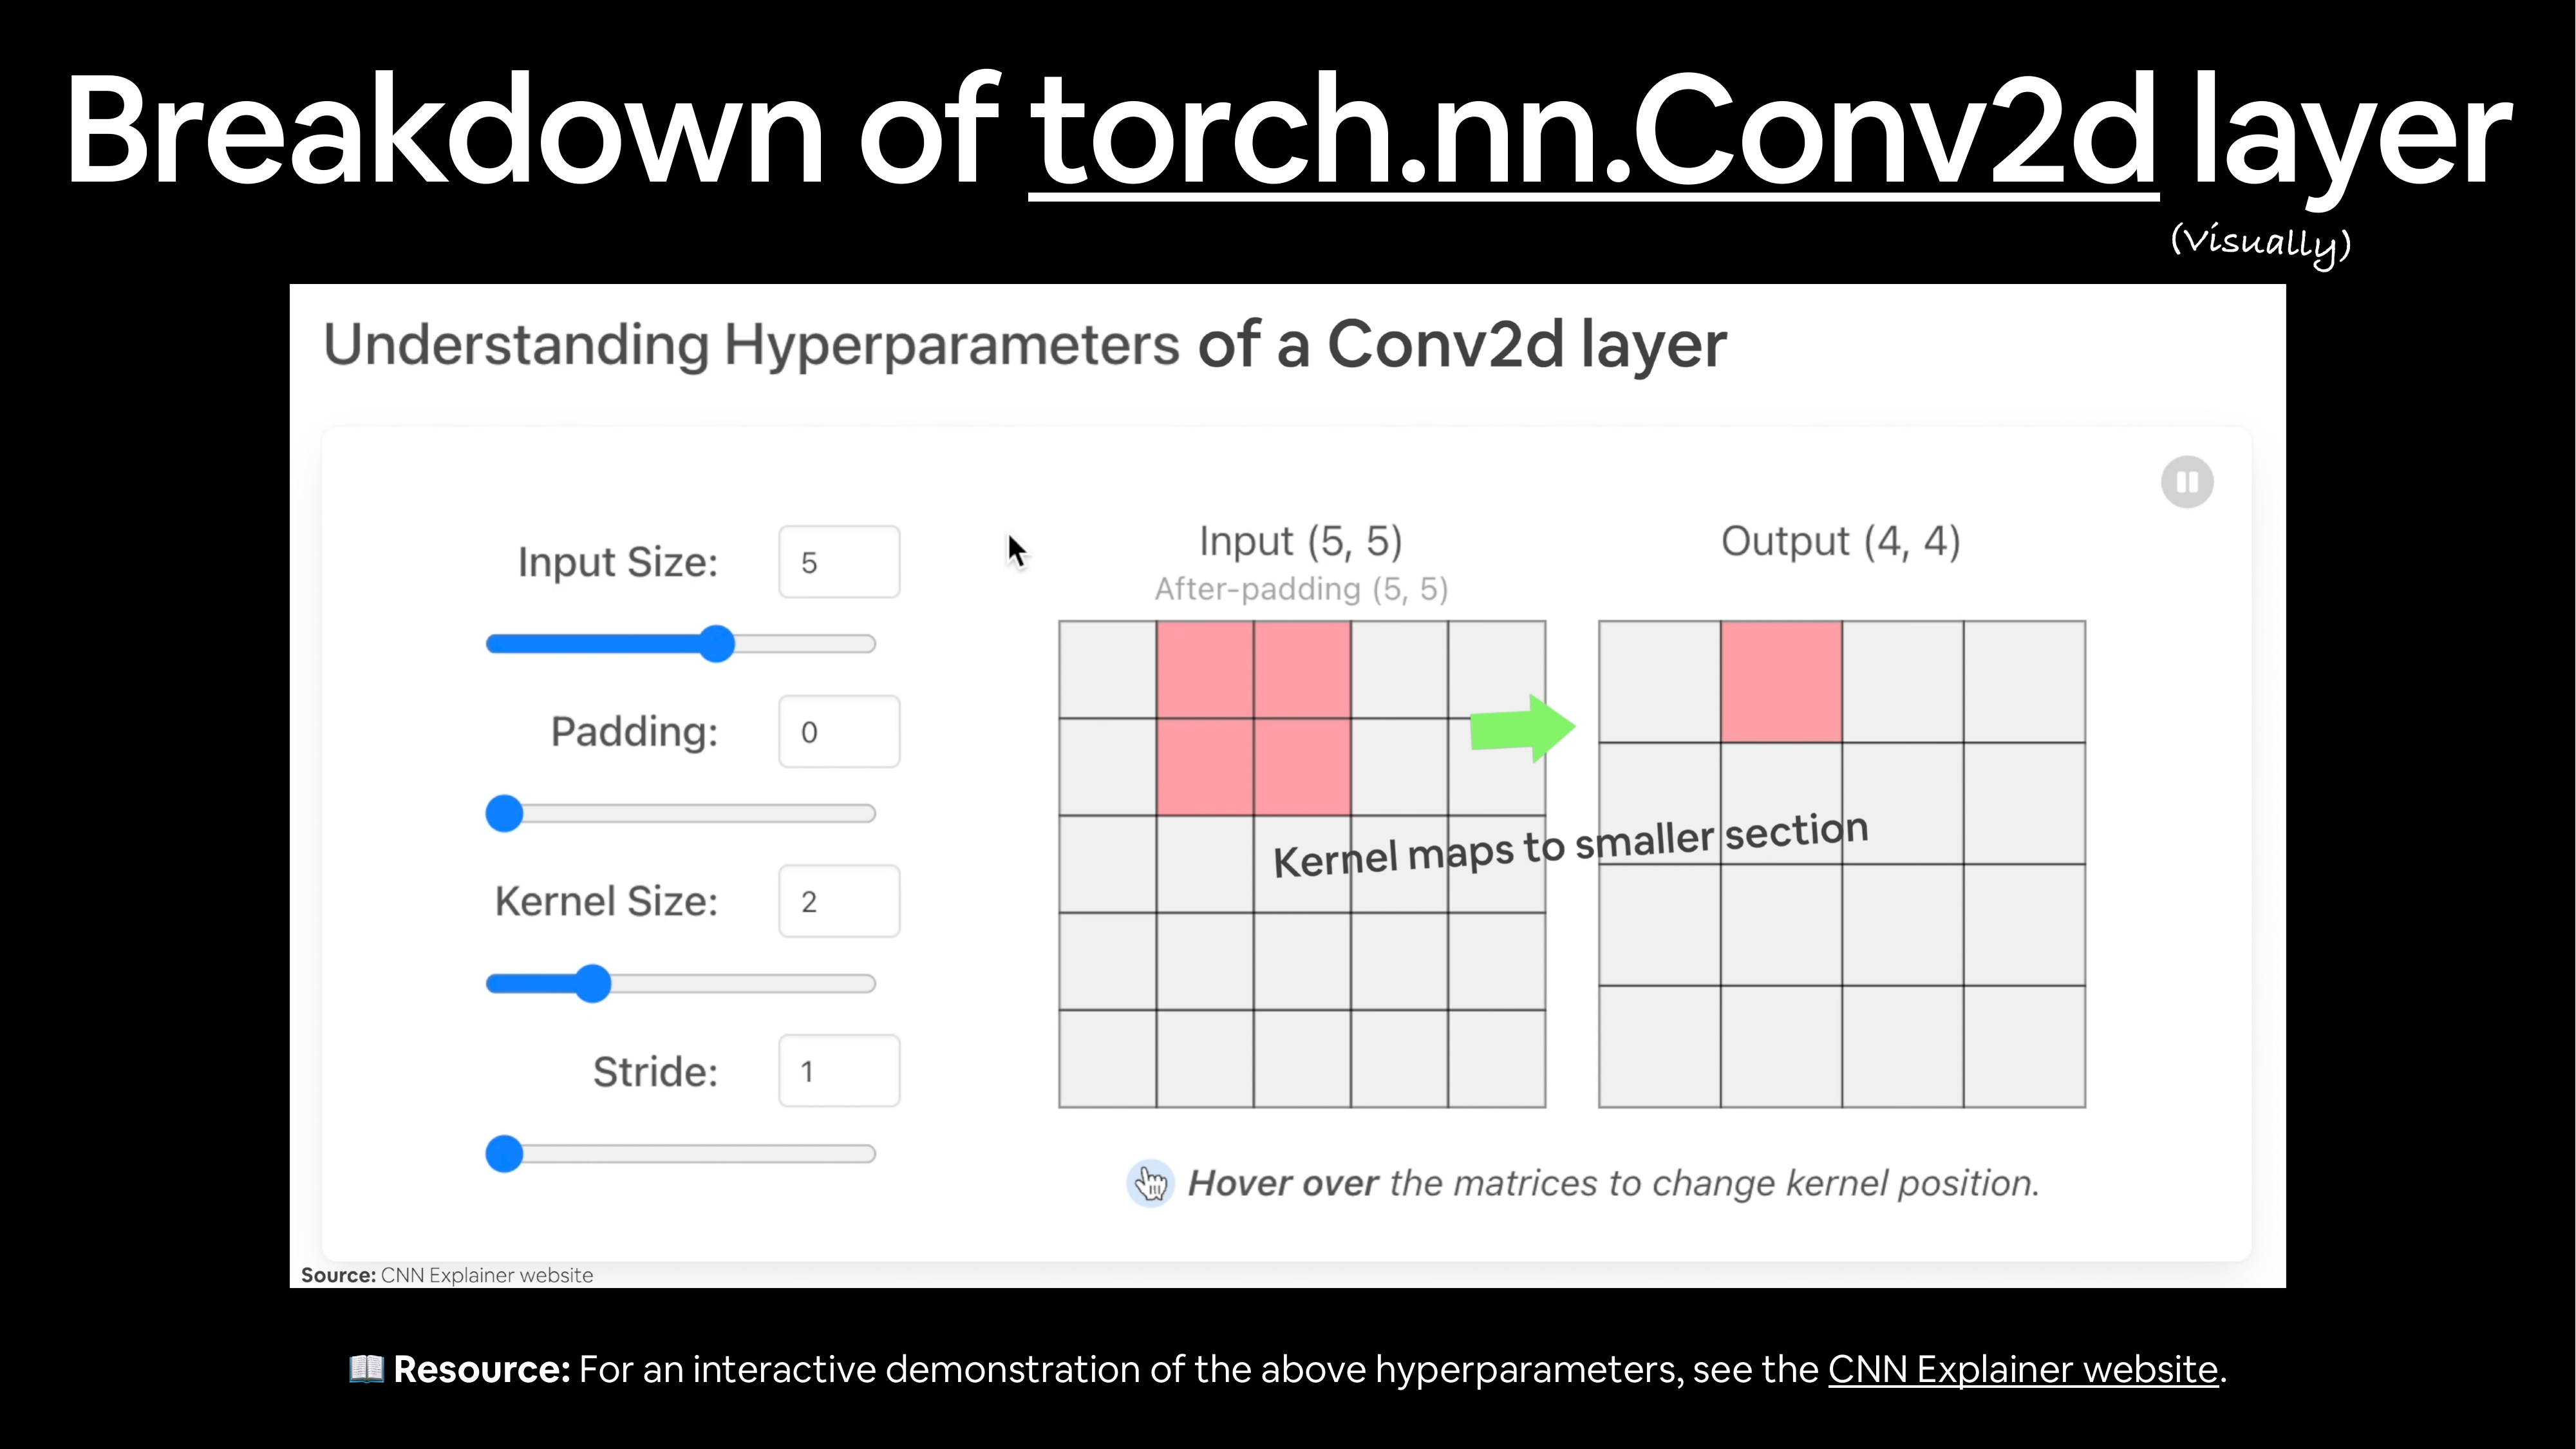 Breakdown of torch.nn.Conv2d layer
(Visually)
Understanding Hyperparameters of a Conv2d layer
Input Size: 5
Padding: 0
Kernel Size: 2
Stride: 1
Input (5, 5)
After-padding (5, 5)
Output (4, 4)
Kernel maps to smaller section
Hover over the matrices to change kernel position.
Source: CNN Explainer website
📖 Resource: For an interactive demonstration of the above hyperparameters, see the CNN Explainer website.